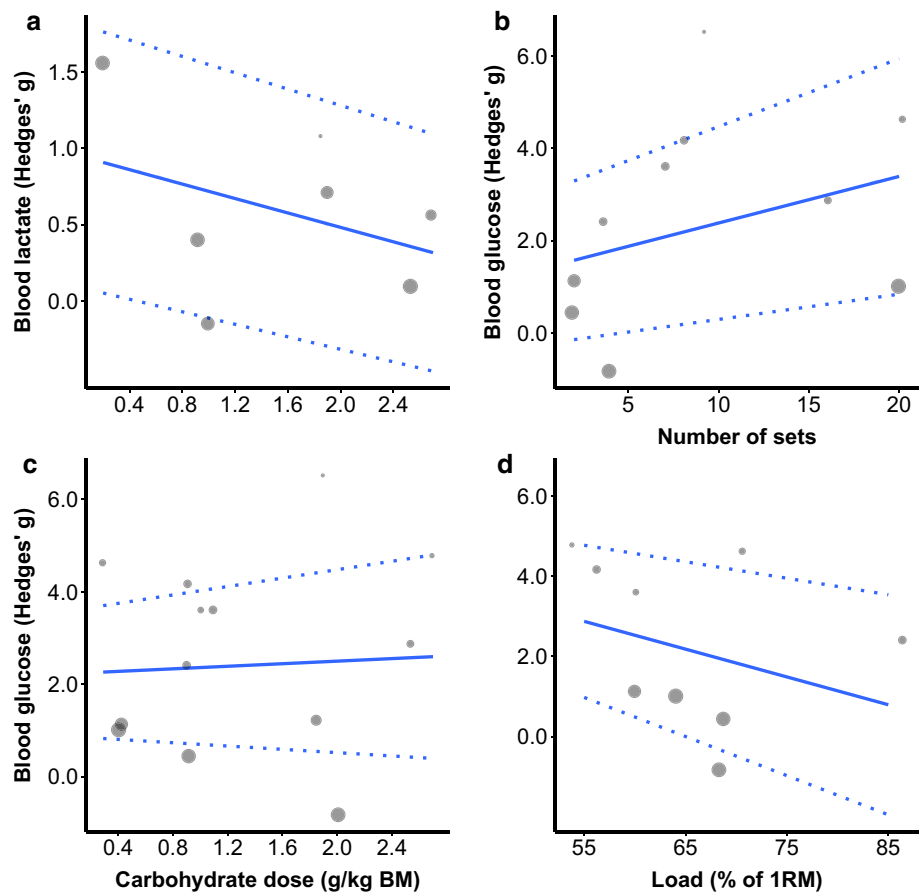 a
Blood lactate (Hedges' g)
1.5
1.0
0.5
0.0
0.4 0.8 1.2 1.6 2.0 2.4
b
Blood glucose (Hedges' g)
6.0
4.0
2.0
0.0
5 10 15 20
Number of sets
c
Blood glucose (Hedges' g)
6.0
4.0
2.0
0.0
0.4 0.8 1.2 1.6 2.0 2.4
Carbohydrate dose (g/kg BM)
d
6.0
4.0
2.0
0.0
55 65 75 85
Load (% of 1RM)